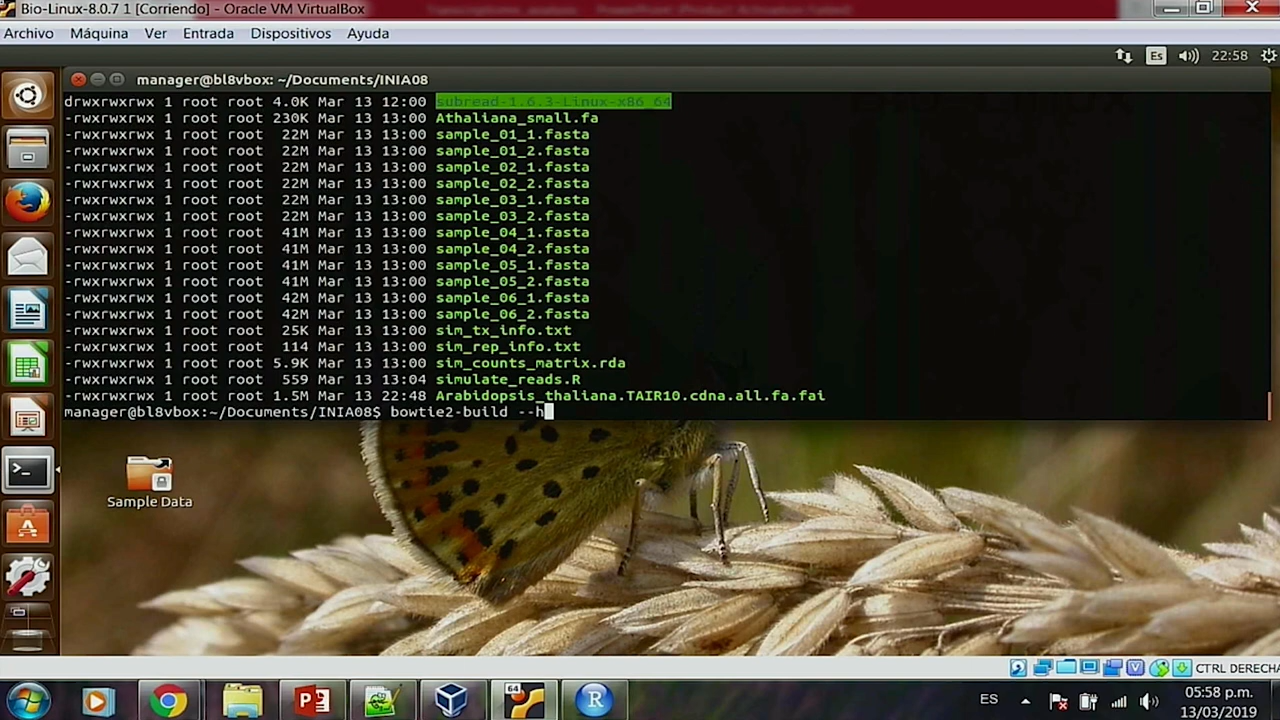 Bio-Linux-8.0.7 1 [Corriendo] - Oracle VM VirtualBox
Archivo Máquina Ver Entrada Dispositivos Ayuda
Es 22:58
manager@bl8vbox: ~/Documents/INIA08
drwxrwxrwx 1 root root 4.0K Mar 13 12:00 subread-1.6.3-Linux-x86_64
-rwxrwxrwx 1 root root 230K Mar 13 13:00 Athaliana_small.fa
-rwxrwxrwx 1 root root 22M Mar 13 13:00 sample_01_1.fasta
-rwxrwxrwx 1 root root 22M Mar 13 13:00 sample_01_2.fasta
-rwxrwxrwx 1 root root 22M Mar 13 13:00 sample_02_1.fasta
-rwxrwxrwx 1 root root 22M Mar 13 13:00 sample_02_2.fasta
-rwxrwxrwx 1 root root 22M Mar 13 13:00 sample_03_1.fasta
-rwxrwxrwx 1 root root 22M Mar 13 13:00 sample_03_2.fasta
-rwxrwxrwx 1 root root 41M Mar 13 13:00 sample_04_1.fasta
-rwxrwxrwx 1 root root 41M Mar 13 13:00 sample_04_2.fasta
-rwxrwxrwx 1 root root 41M Mar 13 13:00 sample_05_1.fasta
-rwxrwxrwx 1 root root 41M Mar 13 13:00 sample_05_2.fasta
-rwxrwxrwx 1 root root 42M Mar 13 13:00 sample_06_1.fasta
-rwxrwxrwx 1 root root 42M Mar 13 13:00 sample_06_2.fasta
-rwxrwxrwx 1 root root 25K Mar 13 13:00 sim_tx_info.txt
-rwxrwxrwx 1 root root 114 Mar 13 13:00 sim_rep_info.txt
-rwxrwxrwx 1 root root 5.9K Mar 13 13:00 sim_counts_matrix.rda
-rwxrwxrwx 1 root root 559 Mar 13 13:04 simulate_reads.R
-rwxrwxrwx 1 root root 1.5M Mar 13 22:48 Arabidopsis_thaliana.TAIR10.cdna.all.fa.fai
manager@bl8vbox:~/Documents/INIA08$ bowtie2-build --h
Sample Data
CTRL DERECHA
64
ES 05:58 p.m.
13/03/2019